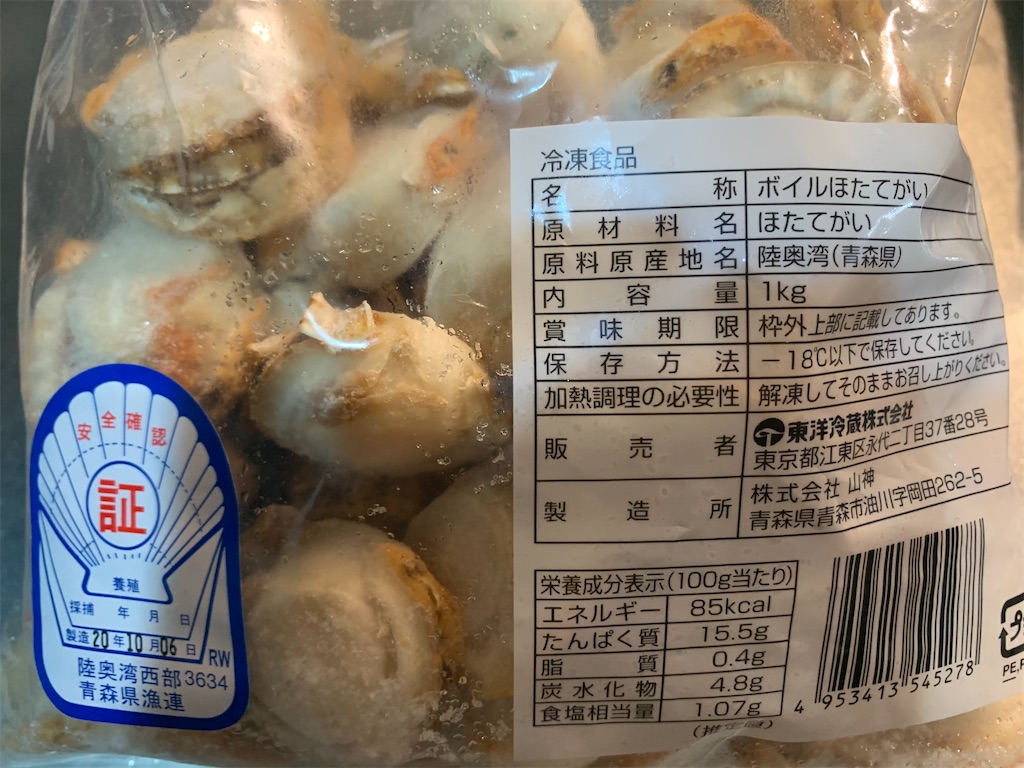 冷凍食品
名称 ボイルほたてがい
原材料名 ほたてがい
原料原産地名 陸奥湾(青森県)
内容量 1kg
賞味期限 枠外上部に記載してあります。
保存方法 －18℃以下で保存してください。
加熱調理の必要性 解凍してそのままお召し上がりください。
販売者 東洋冷蔵株式会社
東京都江東区永代二丁目37番28号
製造所 株式会社 山神
青森県青森市油川字岡田262-5
栄養成分表示(100g当たり)
エネルギー 85kcal
たんぱく質 15.5g
脂質 0.4g
炭水化物 4.8g
食塩相当量 1.07g
(推定値)
4 953413 545278
安全確認
証
養殖
採捕 年 月 日
製造 20年10月06日
RW
陸奥湾西部3634
青森県漁連